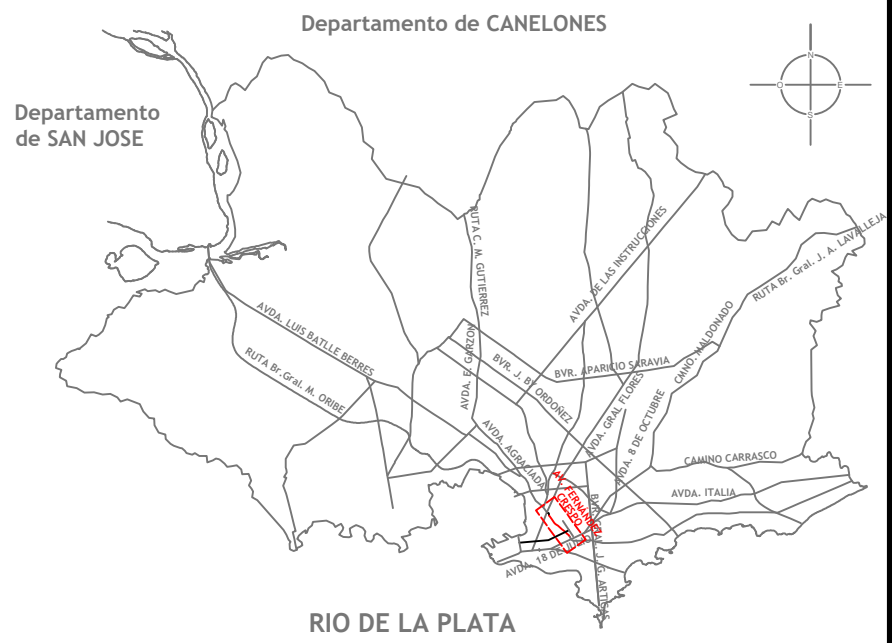 Departamento de CANELONES
Departamento
de SAN JOSE
N
O
E
S
RUTA C. M. GUTIERREZ
AVDA. DE LAS INSTRUCCIONES
RUTA Br. Gral. J. A. LAVALLEJA
AVDA. LUIS BATLLE BERRES
RUTA Br.Gral. M. ORIBE
AVDA. E. GARZON
BVR. J. BY ORDOÑEZ
BVR. APARICIO SARAVIA
CMNO. MALDONADO
AVDA. GRAL FLORES
AVDA. 8 DE OCTUBRE
AVDA. AGRACIADA
CAMINO CARRASCO
AVDA. ITALIA
AV. FERNANDEZ
CRESPO
AVDA. 18 DE
J. G. ARTIGAS
RIO DE LA PLATA